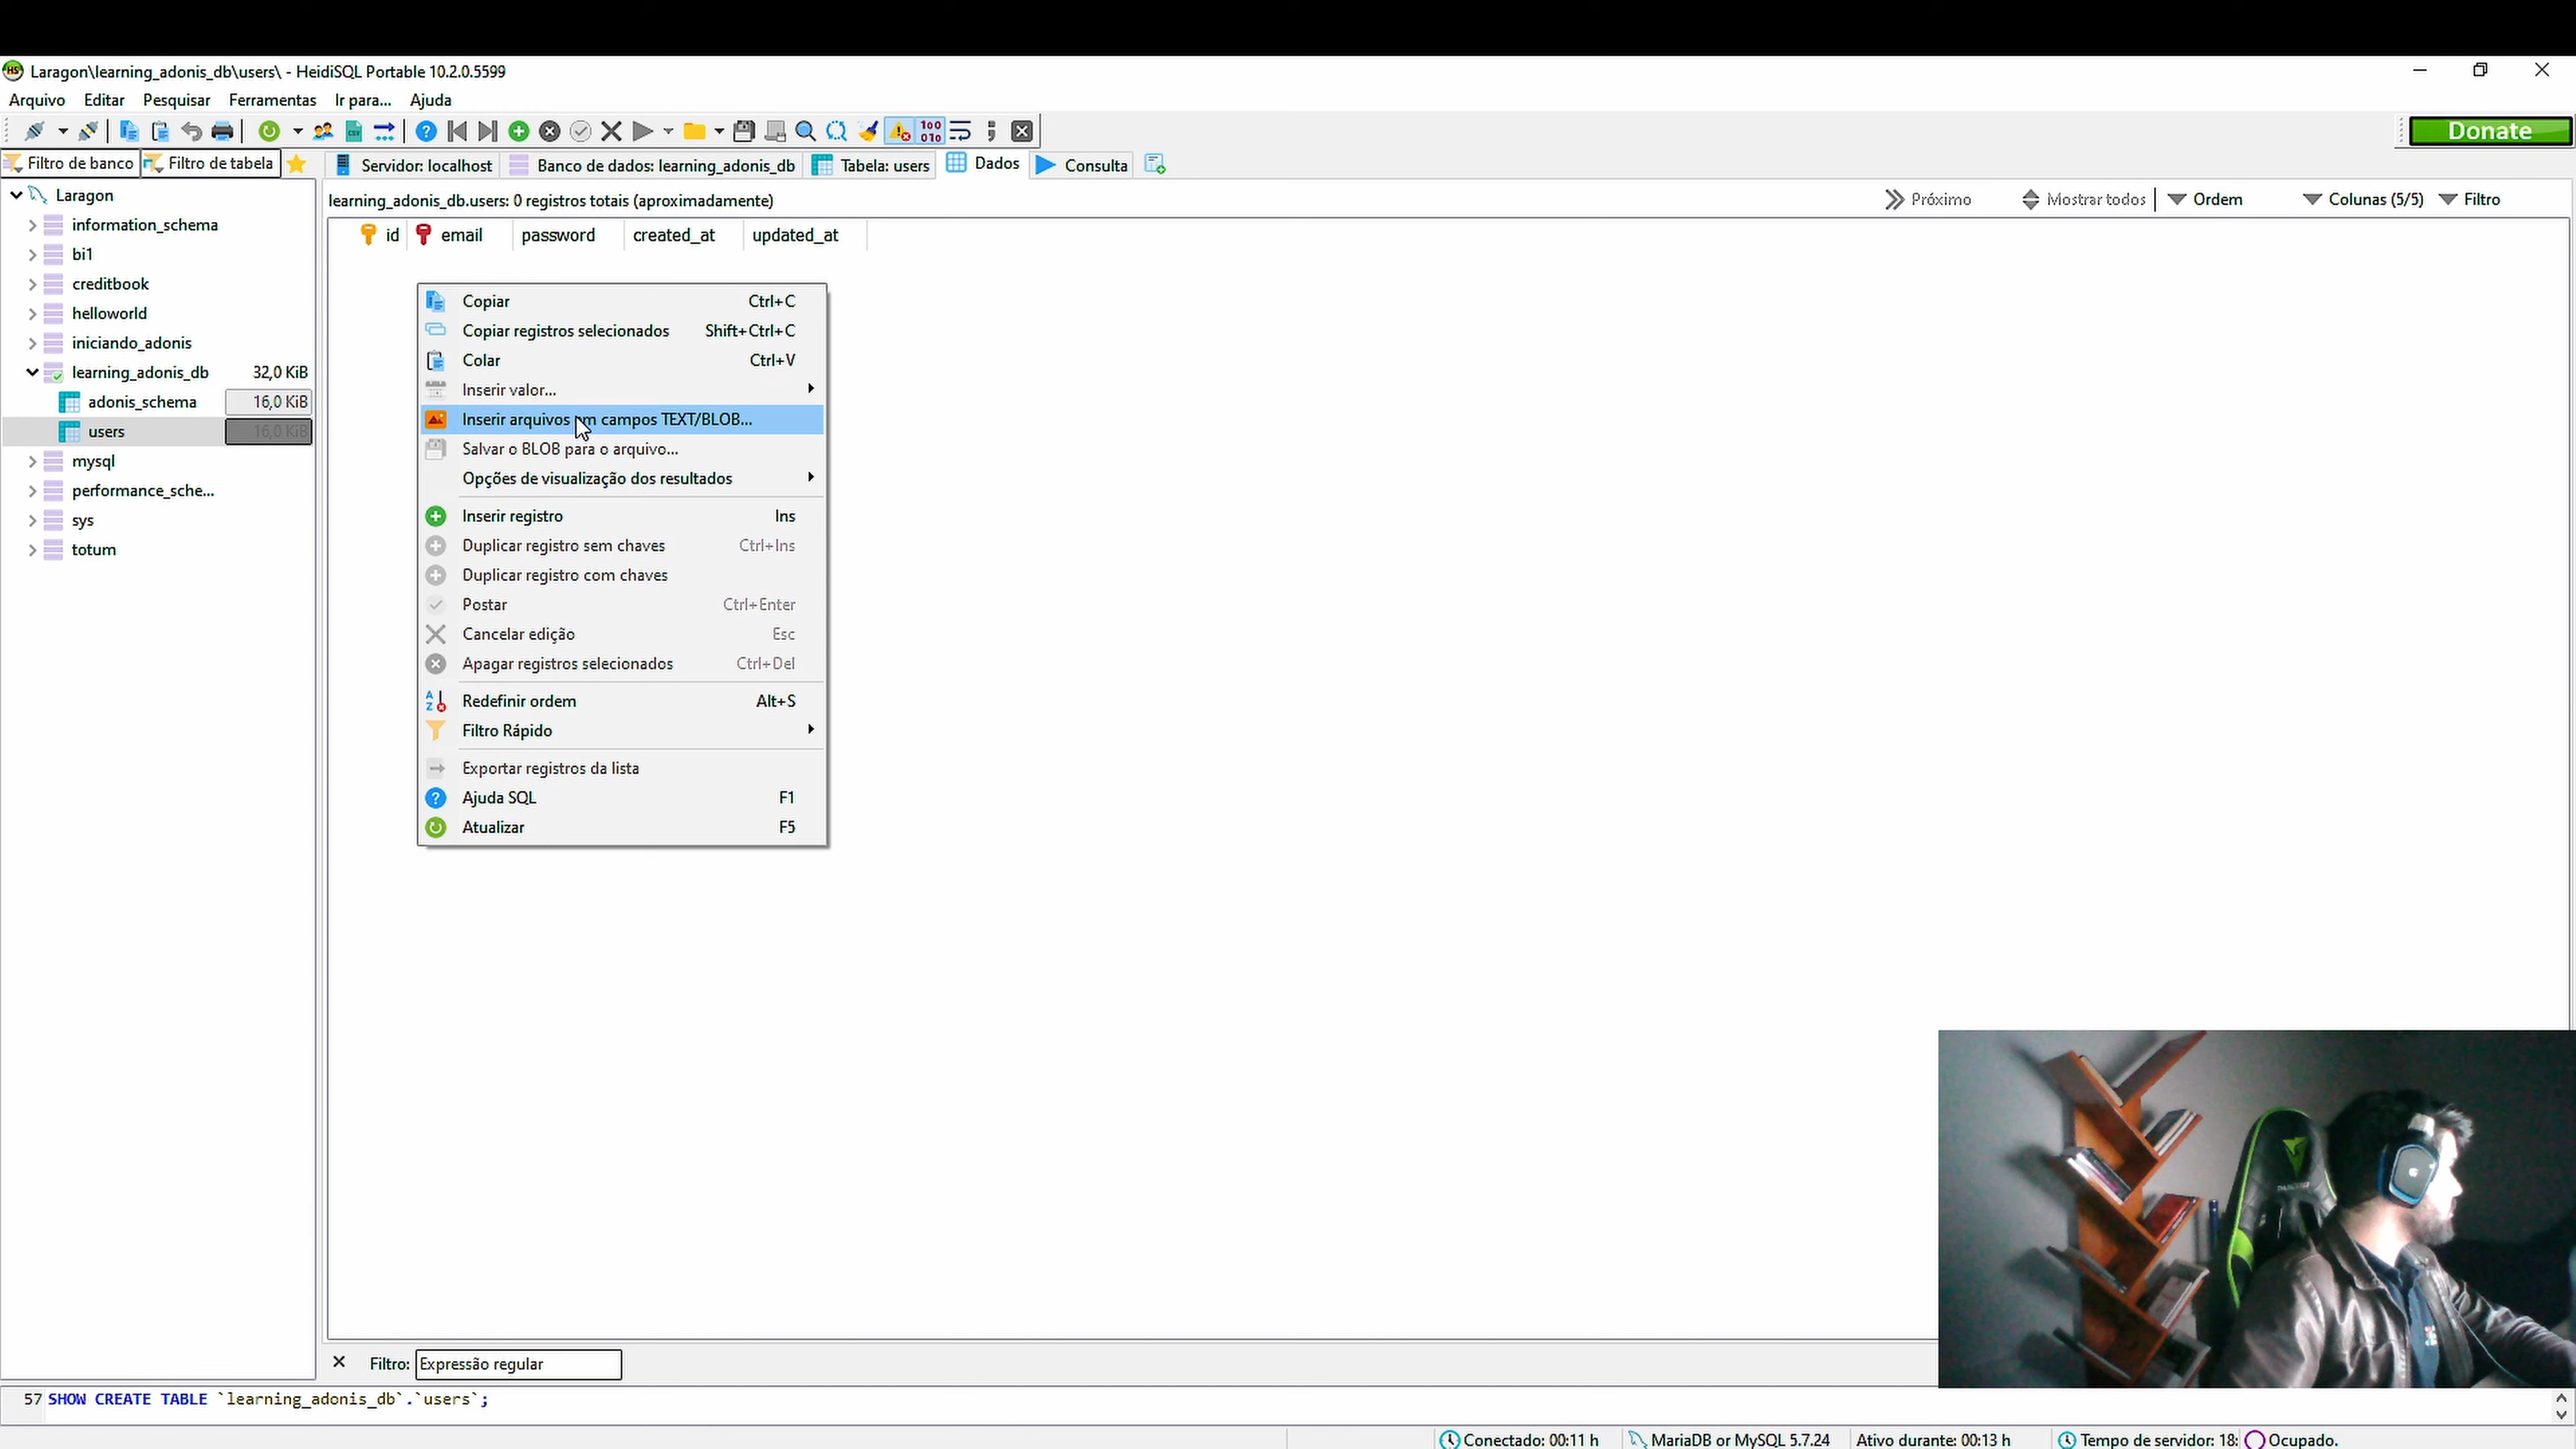 Laragon\learning_adonis_db\users\ - HeidiSQL Portable 10.2.0.5599
Arquivo Editar Pesquisar Ferramentas Ir para... Ajuda
Donate
Filtro de banco Filtro de tabela
Servidor: localhost Banco de dados: learning_adonis_db Tabela: users Dados Consulta
Laragon
information_schema
bi1
creditbook
helloworld
iniciando_adonis
learning_adonis_db 32,0 KiB
adonis_schema 16,0 KiB
users 16,0 KiB
mysql
performance_sche...
sys
totum
learning_adonis_db.users: 0 registros totais (aproximadamente)
Próximo Mostrar todos Ordem Colunas (5/5) Filtro
id email password created_at updated_at
Copiar Ctrl+C
Copiar registros selecionados Shift+Ctrl+C
Colar Ctrl+V
Inserir valor...
Inserir arquivos em campos TEXT/BLOB...
Salvar o BLOB para o arquivo...
Opções de visualização dos resultados
Inserir registro Ins
Duplicar registro sem chaves Ctrl+Ins
Duplicar registro com chaves
Postar Ctrl+Enter
Cancelar edição Esc
Apagar registros selecionados Ctrl+Del
Redefinir ordem Alt+S
Filtro Rápido
Exportar registros da lista
Ajuda SQL F1
Atualizar F5
Filtro: Expressão regular
57 SHOW CREATE TABLE `learning_adonis_db`.`users`;
Conectado: 00:11 h MariaDB or MySQL 5.7.24 Ativo durante: 00:13 h Tempo de servidor: 18: Ocupado.